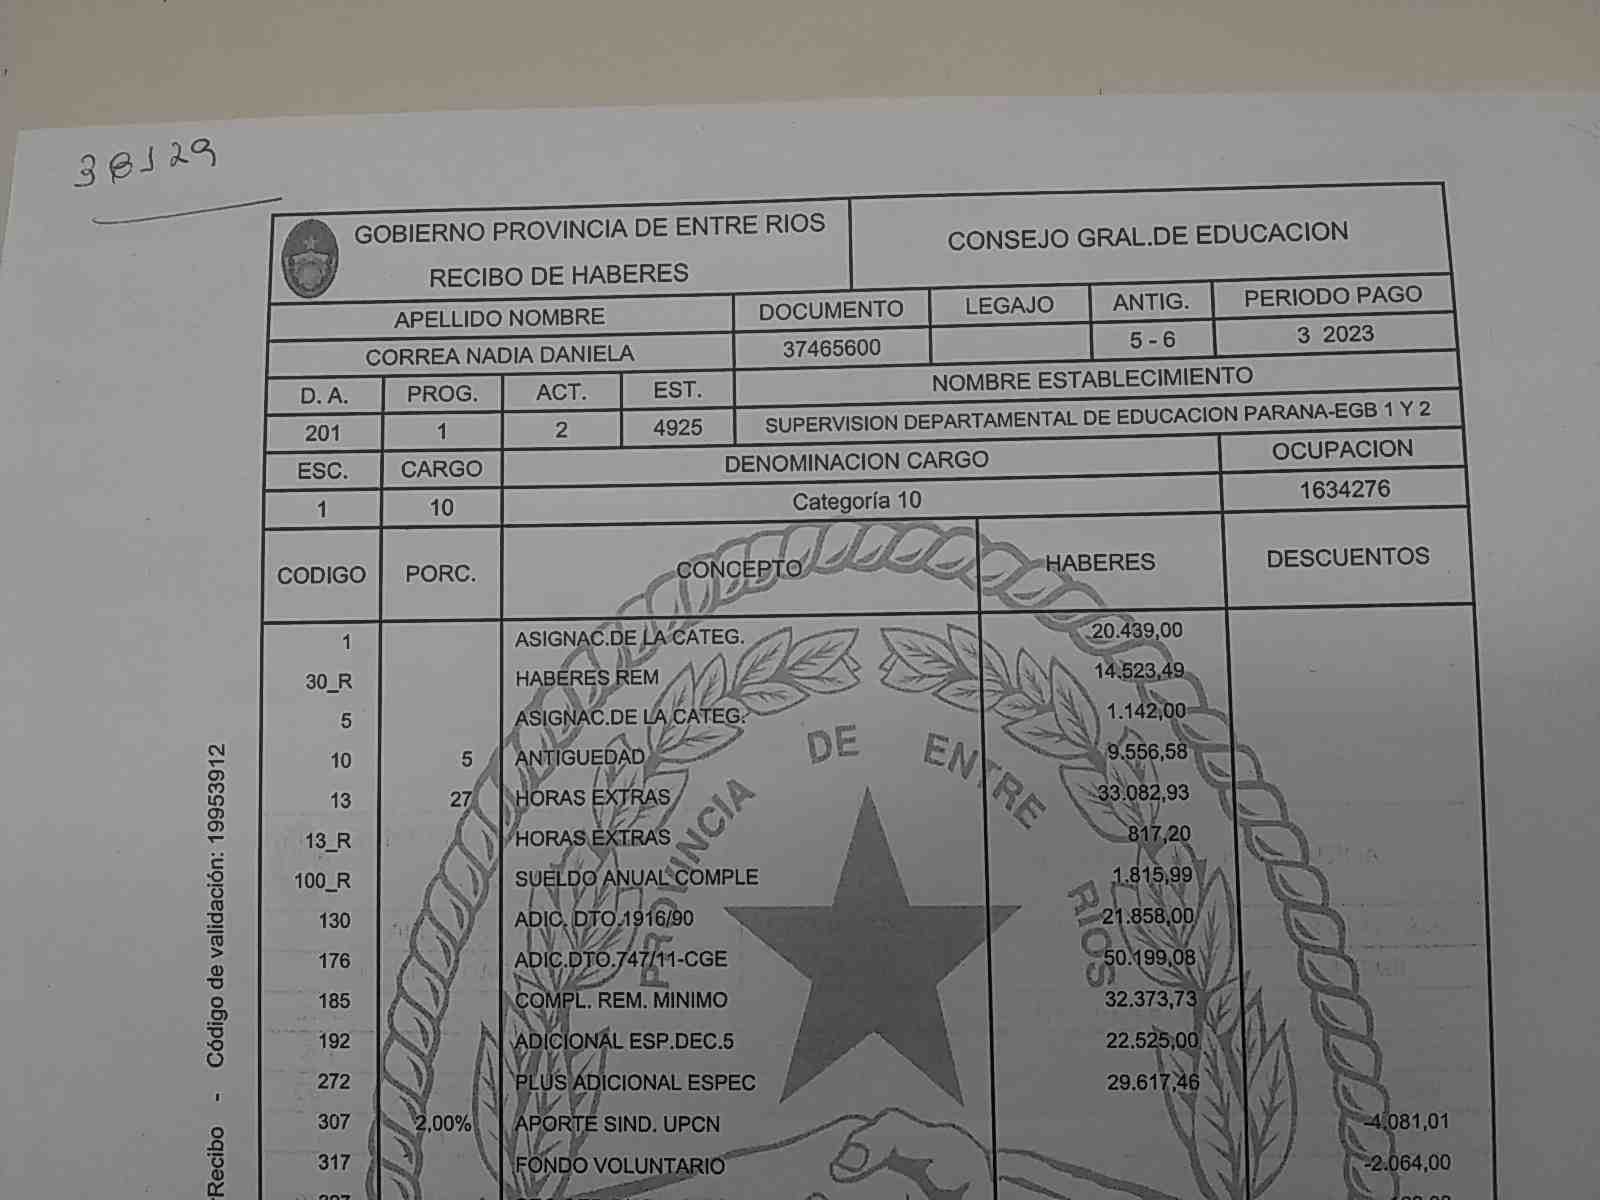 38129
GOBIERNO PROVINCIA DE ENTRE RIOS
RECIBO DE HABERES
CONSEJO GRAL.DE EDUCACION
APELLIDO NOMBRE DOCUMENTO LEGAJO ANTIG. PERIODO PAGO
CORREA NADIA DANIELA 37465600 5 - 6 3 2023
D. A. PROG. ACT. EST. NOMBRE ESTABLECIMIENTO
201 1 2 4925 SUPERVISION DEPARTAMENTAL DE EDUCACION PARANA-EGB 1 Y 2
ESC. CARGO DENOMINACION CARGO OCUPACION
1 10 Categoría 10 1634276
CODIGO PORC. CONCEPTO HABERES DESCUENTOS
1 ASIGNAC.DE LA CATEG. 20.439,00
30_R HABERES REM 14.523,49
5 ASIGNAC.DE LA CATEG. 1.142,00
10 5 ANTIGUEDAD 9.556,58
13 27 HORAS EXTRAS 33.082,93
13_R HORAS EXTRAS 817,20
100_R SUELDO ANUAL COMPLE 1.815,99
130 ADIC. DTO.1916/90 21.858,00
176 ADIC.DTO.747/11-CGE 50.199,08
185 COMPL. REM. MINIMO 32.373,73
192 ADICIONAL ESP.DEC.5 22.525,00
272 PLUS ADICIONAL ESPEC 29.617,46
307 2,00% APORTE SIND. UPCN -4.081,01
317 FONDO VOLUNTARIO -2.064,00
PROVINCIA DE ENTRE RIOS
Recibo - Código de validación: 19953912